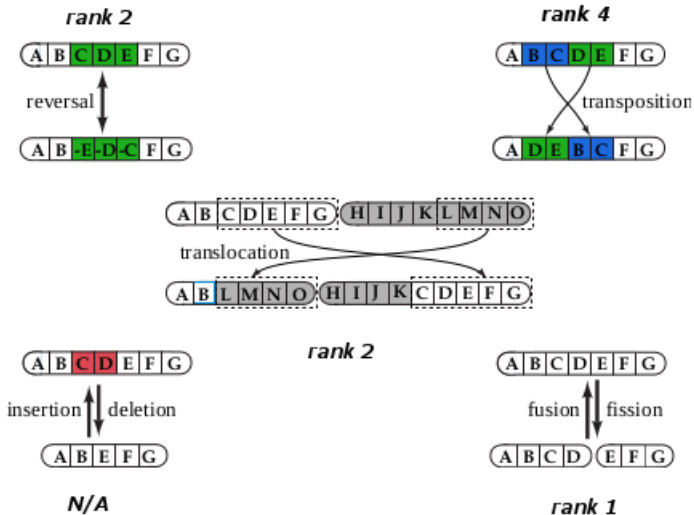 rank 2
A B C D E F G
reversal
A B -E -D -C F G
rank 4
A B C D E F G
transposition
A D E B C F G
A B C D E F G H I J K L M N O
translocation
A B L M N O H I J K C D E F G
rank 2
A B C D E F G
insertion deletion
A B E F G
N/A
A B C D E F G
fusion fission
A B C D E F G
rank 1